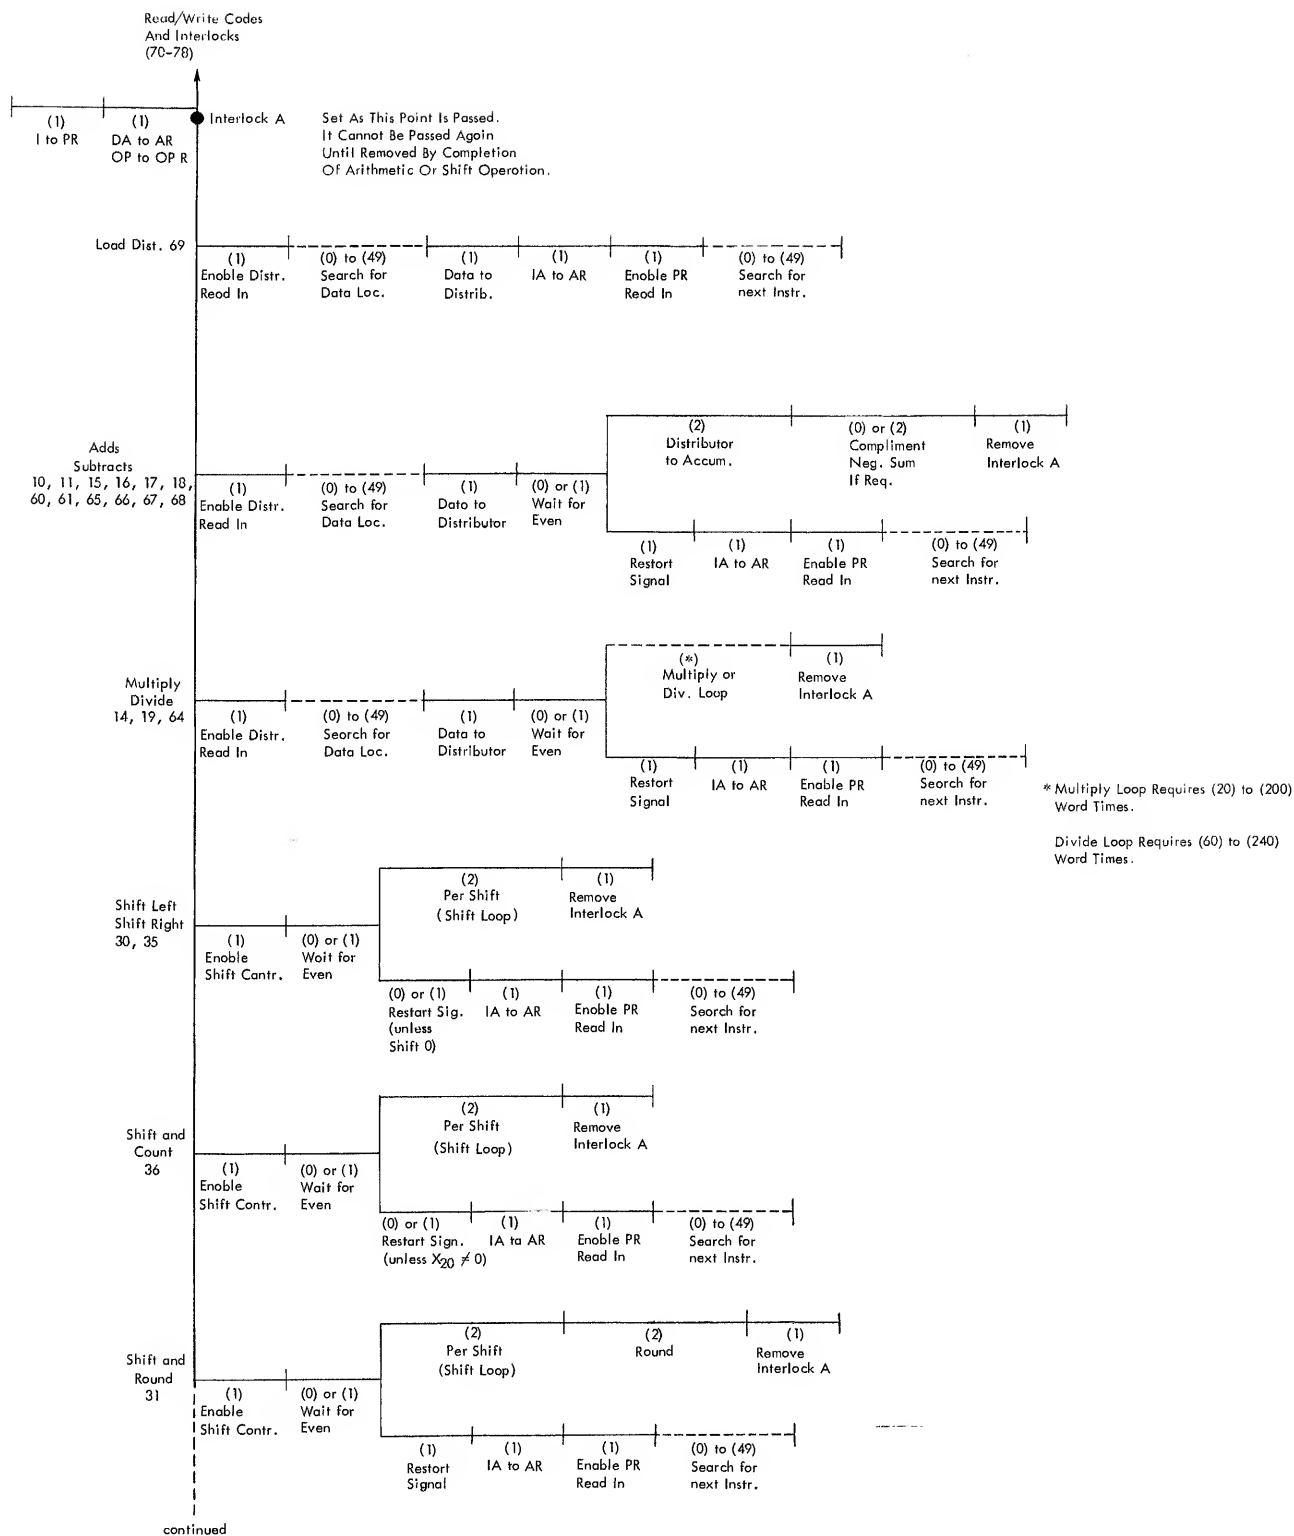 Read/Write Codes
And Interlocks
(70-78)
(1)
I to PR
(1)
DA to AR
OP to OP R
Interlock A
Set As This Point Is Passed.
It Cannot Be Passed Again
Until Removed By Completion
Of Arithmetic Or Shift Operotion.
Load Dist. 69
(1)
Enable Distr.
Reod In
(0) to (49)
Search for
Data Loc.
(1)
Data to
Distrib.
(1)
IA to AR
(1)
Enable PR
Reod In
(0) to (49)
Search for
next Instr.
Adds
Subtracts
10, 11, 15, 16, 17, 18,
60, 61, 65, 66, 67, 68
(1)
Enable Distr.
Read In
(0) to (49)
Search for
Data Loc.
(1)
Dato to
Distributor
(0) or (1)
Wait for
Even
(2)
Distributor
to Accum.
(0) or (2)
Compliment
Neg. Sum
If Req.
(1)
Remove
Interlock A
(1)
Restort
Signal
(1)
IA to AR
(1)
Enable PR
Read In
(0) to (49)
Search for
next Instr.
Multiply
Divide
14, 19, 64
(1)
Enable Distr.
Read In
(0) to (49)
Seorch for
Data Loc.
(1)
Data to
Distributor
(0) or (1)
Wait for
Even
(*)
Multiply or
Div. Loop
(1)
Remove
Interlock A
(1)
Restort
Signal
(1)
IA to AR
(1)
Enable PR
Read In
(0) to (49)
Seorch for
next Instr.
* Multiply Loop Requires (20) to (200)
Word Times.
Divide Loop Requires (60) to (240)
Word Times.
Shift Left
Shift Right
30, 35
(1)
Enable
Shift Cantr.
(0) or (1)
Woit for
Even
(2)
Per Shift
(Shift Loop)
(1)
Remove
Interlock A
(0) or (1)
Restart Sig.
(unless
Shift 0)
(1)
IA to AR
(1)
Enable PR
Read In
(0) to (49)
Seorch for
next Instr.
Shift and
Count
36
(1)
Enable
Shift Contr.
(0) or (1)
Wait for
Even
(2)
Per Shift
(Shift Loop)
(1)
Remove
Interlock A
(0) or (1)
Restart Sign.
(unless X20 ≠ 0)
(1)
IA ta AR
(1)
Enable PR
Read In
(0) to (49)
Search for
next Instr.
Shift and
Round
31
(1)
Enable
Shift Contr.
(0) or (1)
Wait for
Even
(2)
Per Shift
(Shift Loop)
(2)
Round
(1)
Remove
Interlock A
(1)
Restort
Signal
(1)
IA to AR
(1)
Enable PR
Read In
(0) to (49)
Search for
next Instr.
continued